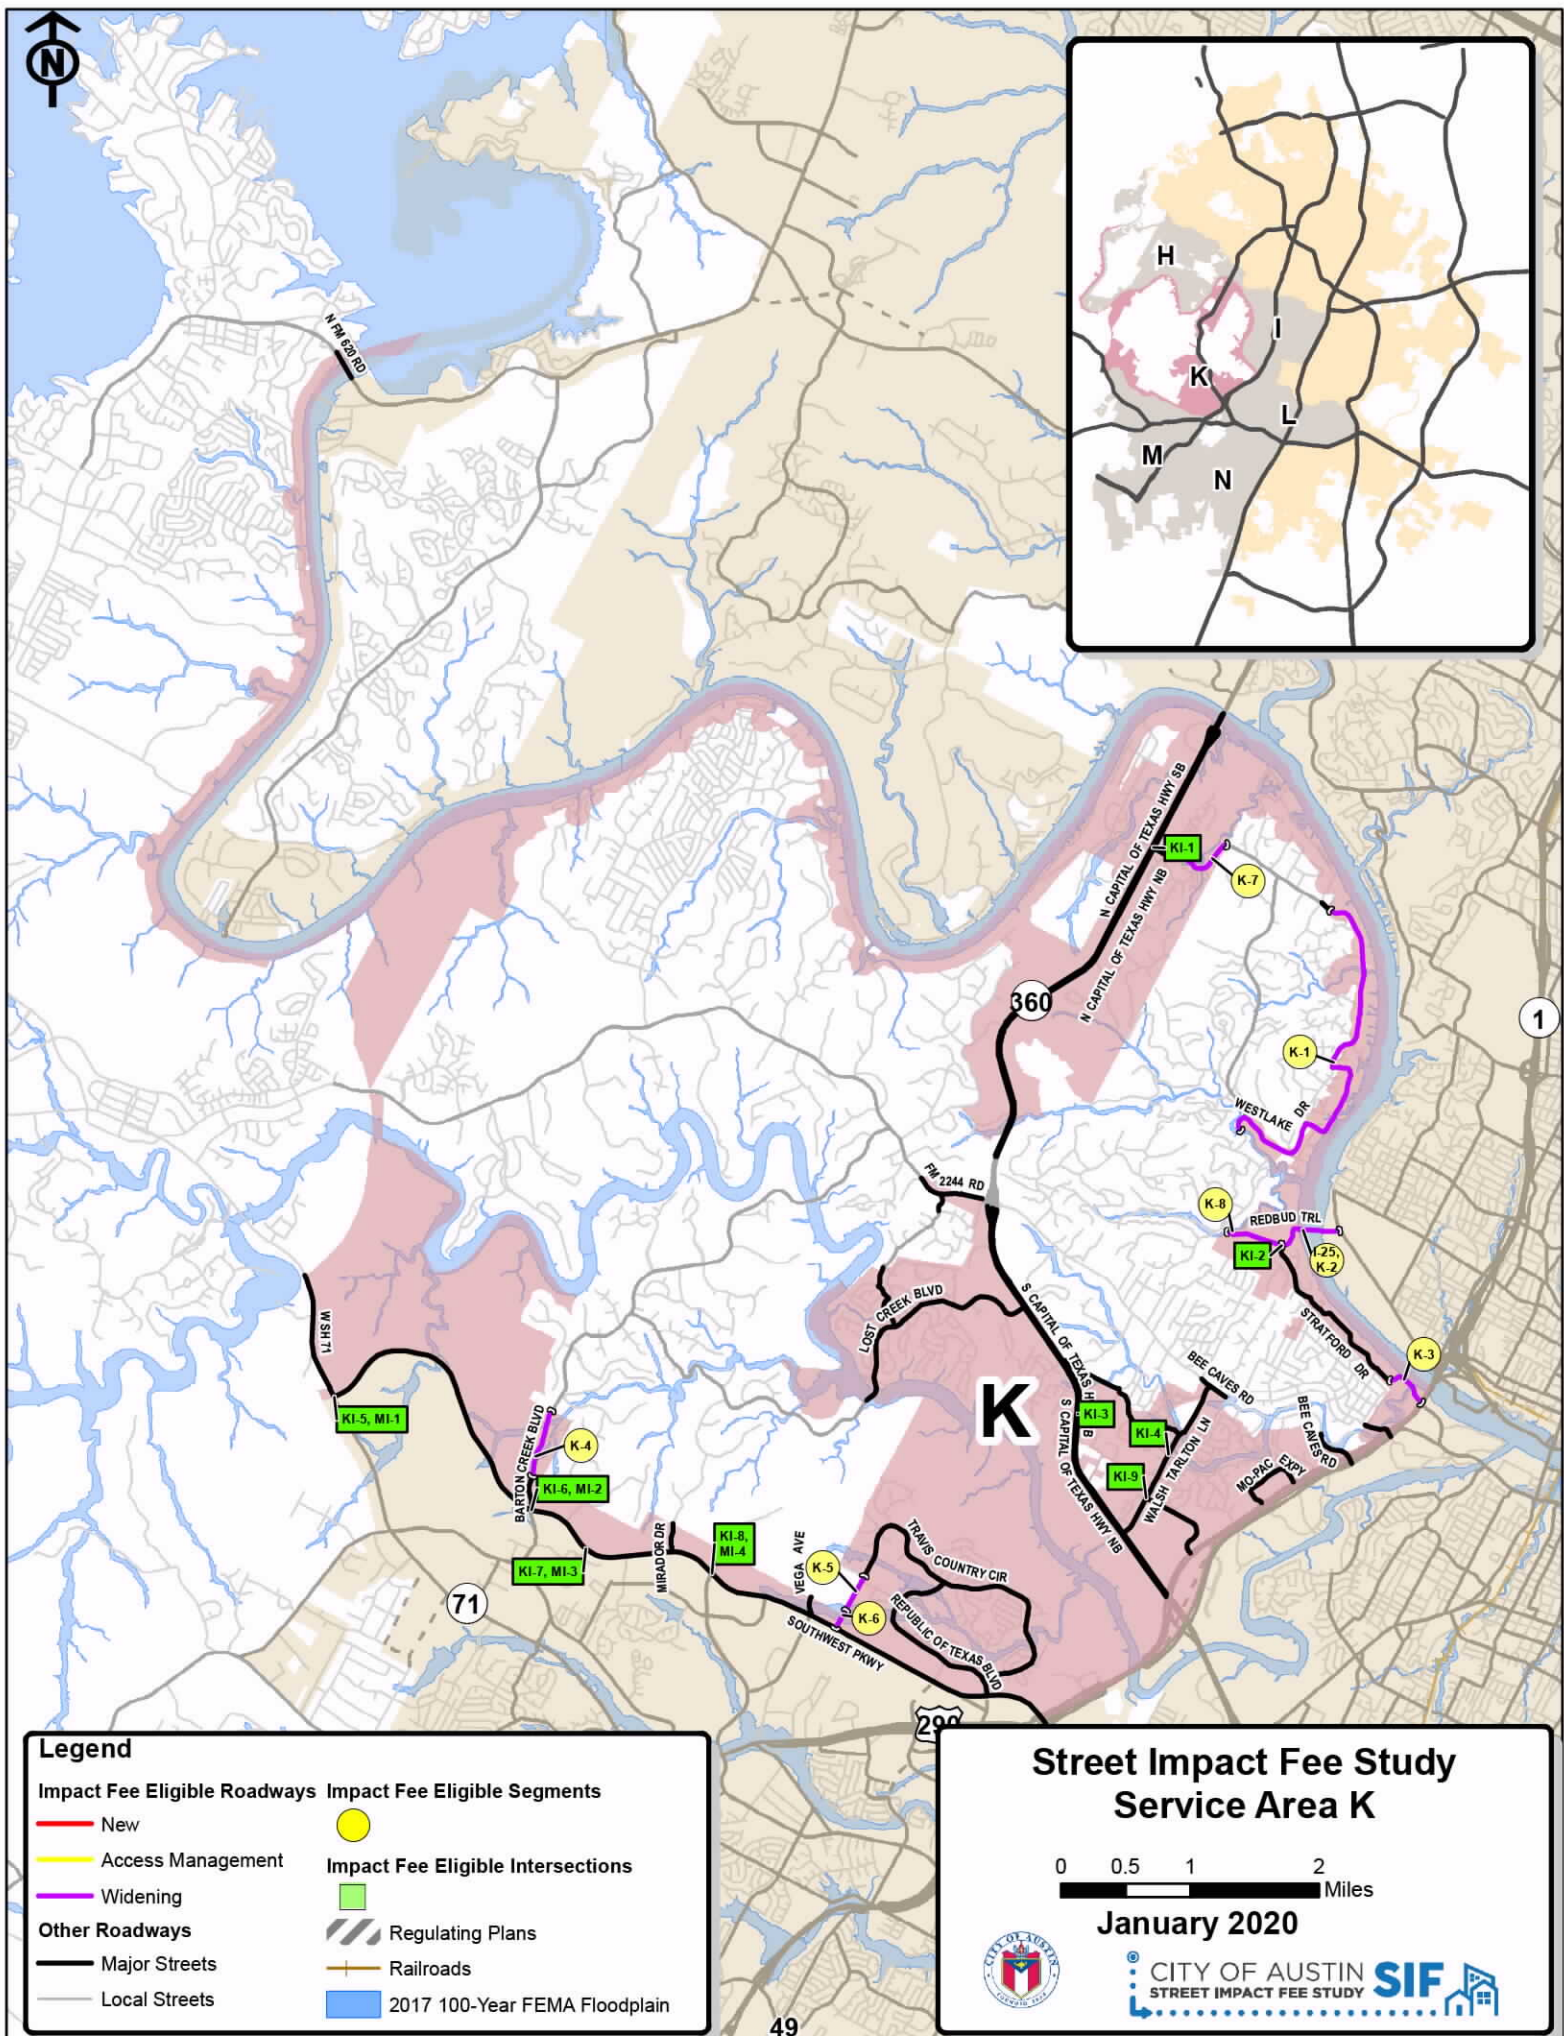 N
H
I
K
L
M
N
N FM 620 RD
N CAPITAL OF TEXAS HWY SB
KI-1
K-7
N CAPITAL OF TEXAS HWY NB
360
1
K-1
WESTLAKE DR
FM 2244 RD
K-8
REDBUD TRL
KI-2
I-25,
K-2
W SH 71
LOST CREEK BLVD
S CAPITAL OF TEXAS H
B
STRATFORD DR
K-3
BEE CAVES RD
K
KI-5, MI-1
KI-3
KI-4
BARTON CREEK BLVD
K-4
S CAPITAL OF TEXAS HWY NB
WALSH TARLTON LN
BEE CAVES RD
KI-9
MO-PAC EXPY
KI-6, MI-2
KI-7, MI-3
MIRADOR DR
KI-8,
MI-4
VEGA AVE
K-5
TRAVIS COUNTRY CIR
71
K-6
REPUBLIC OF TEXAS BLVD
SOUTHWEST PKWY
290
Legend
Impact Fee Eligible Roadways
New
Access Management
Widening
Other Roadways
Major Streets
Local Streets
Impact Fee Eligible Segments
Impact Fee Eligible Intersections
Regulating Plans
Railroads
2017 100-Year FEMA Floodplain
Street Impact Fee Study
Service Area K
0 0.5 1 2
Miles
January 2020
CITY OF AUSTIN
FOUNDED 1839
CITY OF AUSTIN
STREET IMPACT FEE STUDY
SIF
49